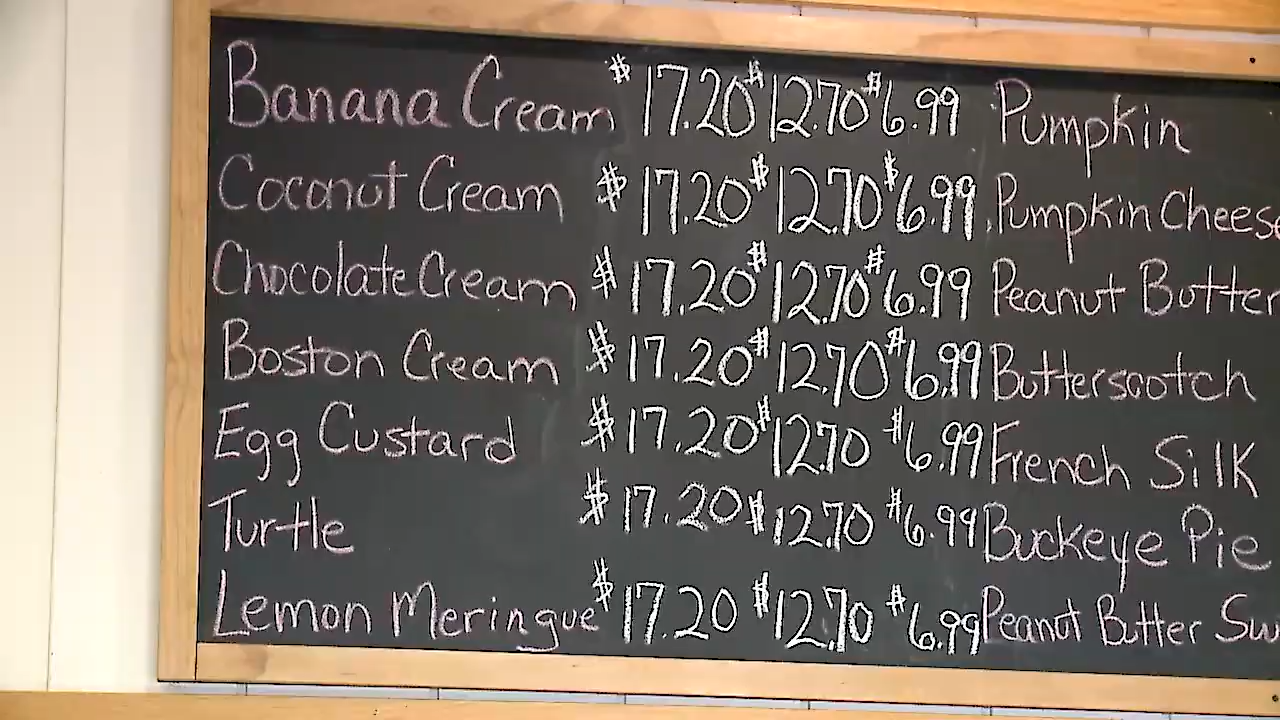 Banana Cream $17.20 $12.70 $6.99 Pumpkin
Coconut Cream $17.20 $12.70 $6.99 Pumpkin Cheese
Chocolate Cream $17.20 $12.70 $6.99 Peanut Butter
Boston Cream $17.20 $12.70 $6.99 Butterscotch
Egg Custard $17.20 $12.70 $6.99 French Silk
Turtle $17.20 $12.70 $6.99 Buckeye Pie
Lemon Meringue $17.20 $12.70 $6.99 Peanut Butter Sw